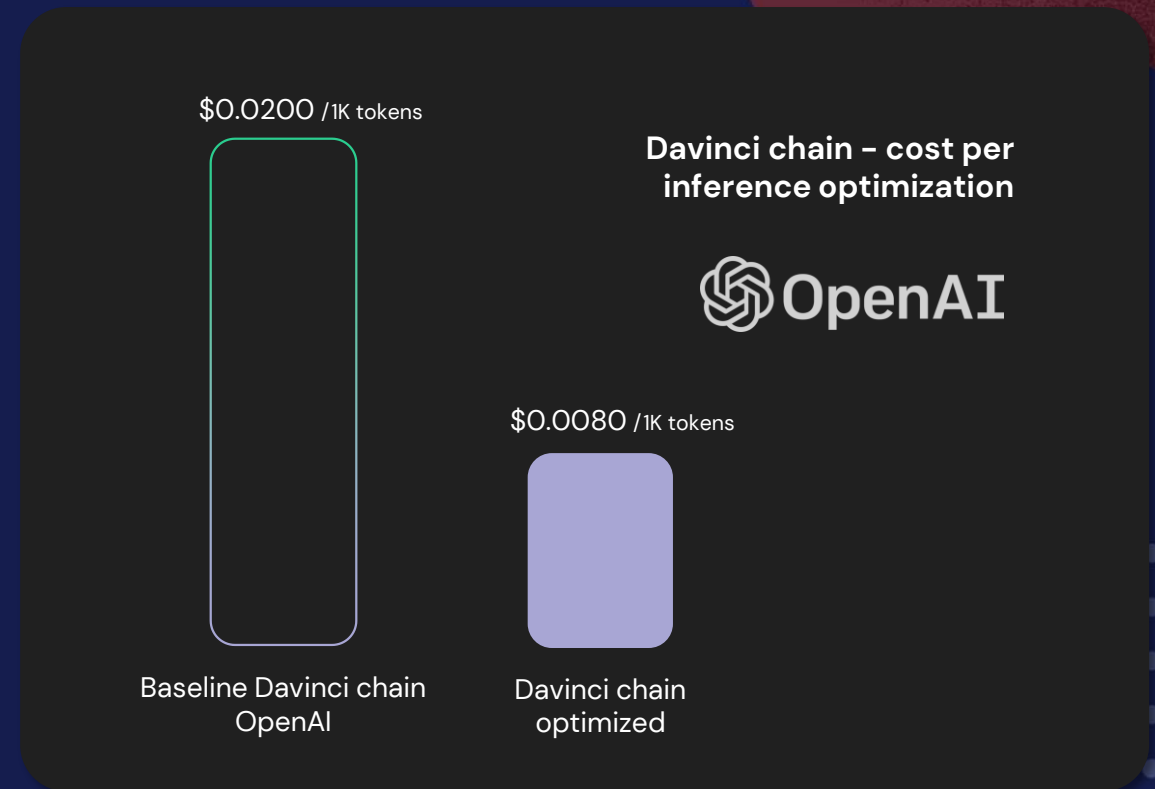 $0.0200 /1K tokens
Davinci chain - cost per
inference optimization
OpenAI
$0.0080 /1K tokens
Baseline Davinci chain
OpenAI
Davinci chain
optimized